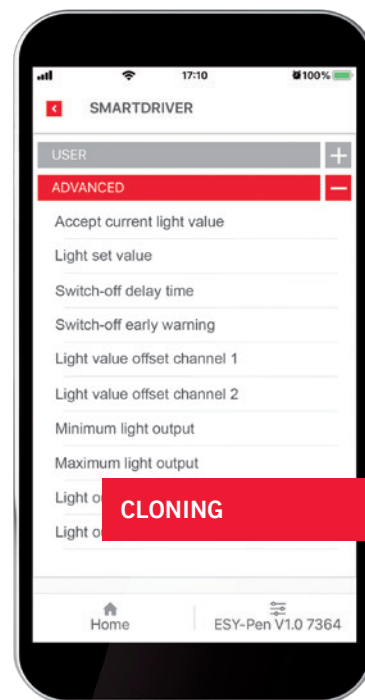 17:10
100%
SMARTDRIVER
USER
ADVANCED
Accept current light value
Light set value
Switch-off delay time
Switch-off early warning
Light value offset channel 1
Light value offset channel 2
Minimum light output
Maximum light output
Light
Light
CLONING
Home
ESY-Pen V1.0 7364